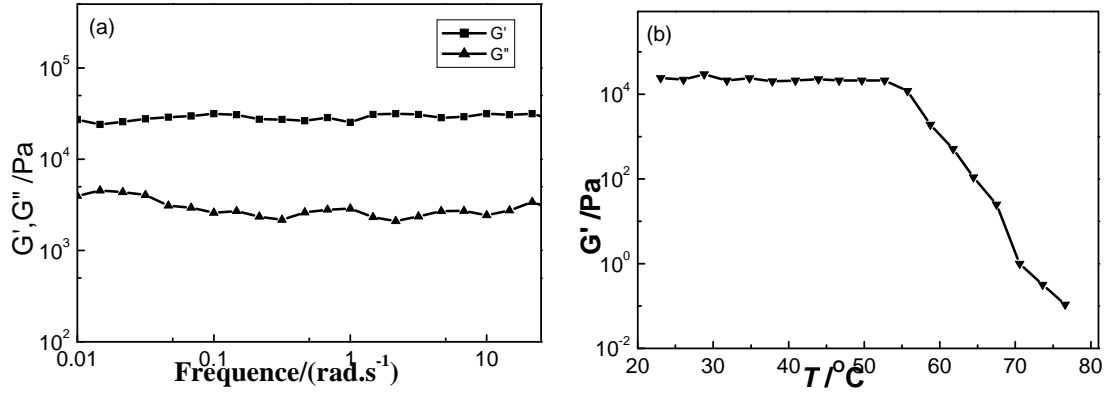 (a)
G'
G"
10^5
10^4
10^3
10^2
G',G" /Pa
0.01
0.1
1
10
Frequence/(rad.s^-1)
(b)
10^4
10^2
10^0
10^-2
G' /Pa
20
30
40
50
60
70
80
T /°C